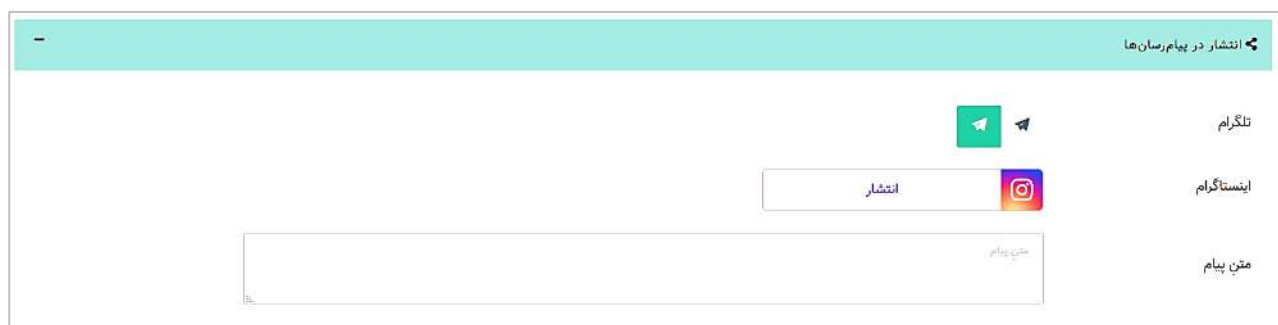 انتشار در پیام‌رسان‌ها
تلگرام
اینستاگرام
انتشار
متنِ پیام
متنِ پیام